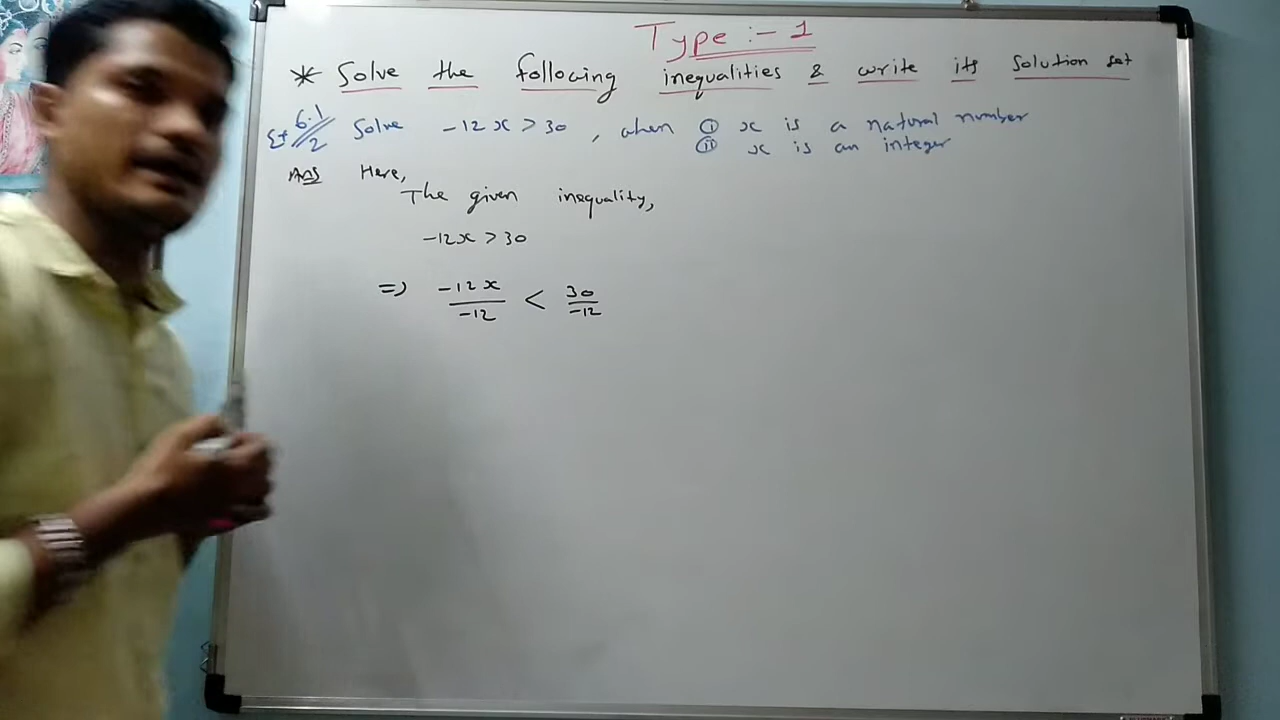 Type :- 1
* Solve the following inequalities & write its Solution set
Ex 6.1/2 Solve -12x > 30 , when ⓘ x is a natural number
ⓘⓘ x is an integer
Ans Here,
The given inequality,
-12x > 30
=> -12x/-12 < 30/-12